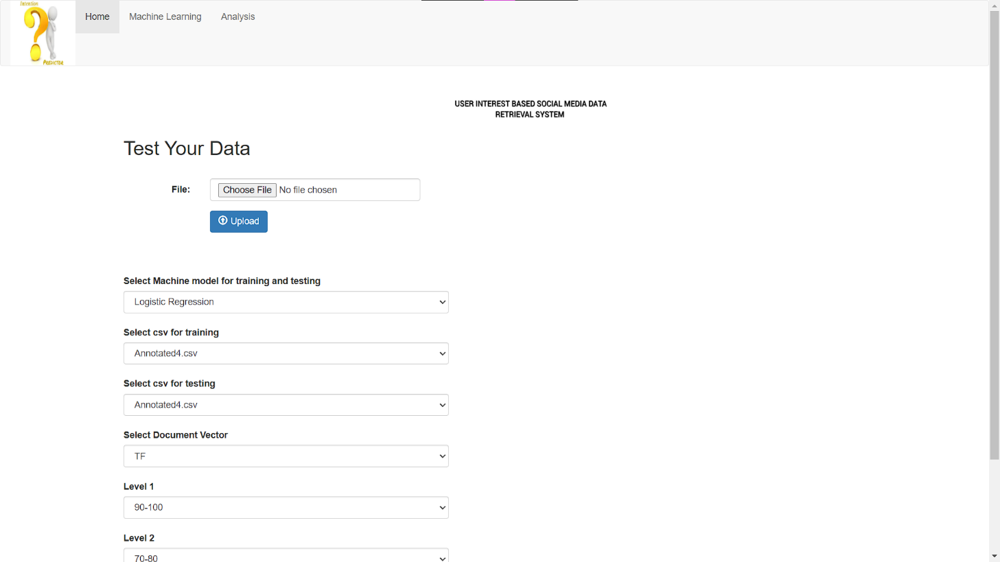 Intention
Predictor
Home
Machine Learning
Analysis
USER INTEREST BASED SOCIAL MEDIA DATA
RETRIEVAL SYSTEM
Test Your Data
File:
Choose File No file chosen
Upload
Select Machine model for training and testing
Logistic Regression
Select csv for training
Annotated4.csv
Select csv for testing
Annotated4.csv
Select Document Vector
TF
Level 1
90-100
Level 2
70-80